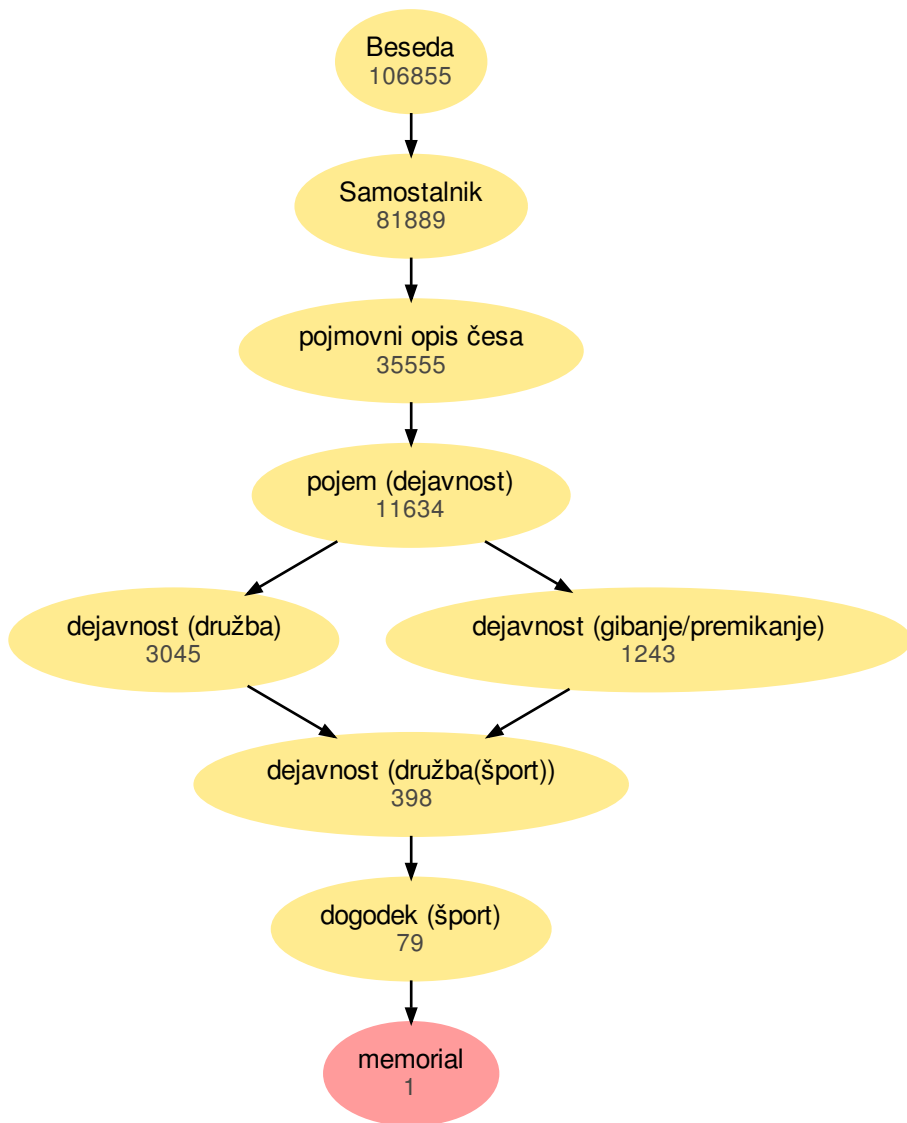 Beseda
106855
Samostalnik
81889
pojmovni opis česa
35555
pojem (dejavnost)
11634
dejavnost (družba)
3045
dejavnost (gibanje/premikanje)
1243
dejavnost (družba(šport))
398
dogodek (šport)
79
memorial
1